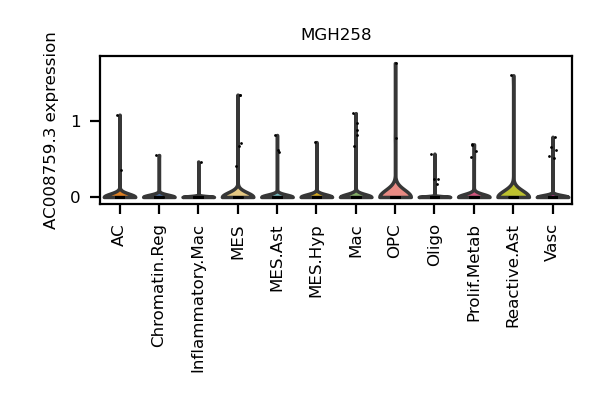 MGH258
AC008759.3 expression
1
0
AC
Chromatin.Reg
Inflammatory.Mac
MES
MES.Ast
MES.Hyp
Mac
OPC
Oligo
Prolif.Metab
Reactive.Ast
Vasc